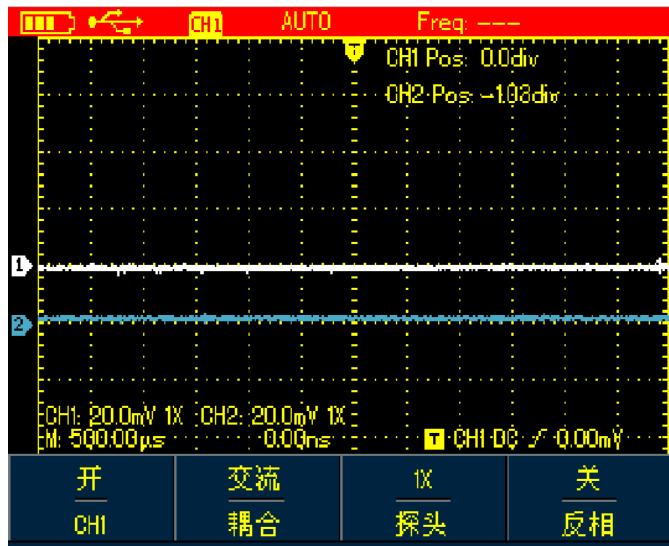 CH1 AUTO Freq: ---
T
CH1 Pos: 0.0div
CH2 Pos: -1.03div
1
2
CH1: 20.0mV 1X CH2: 20.0mV 1X
M: 500.00μs 0.00ns T CH1 DC 0.00mV
开 交流 1X 关
CH1 耦合 探头 反相